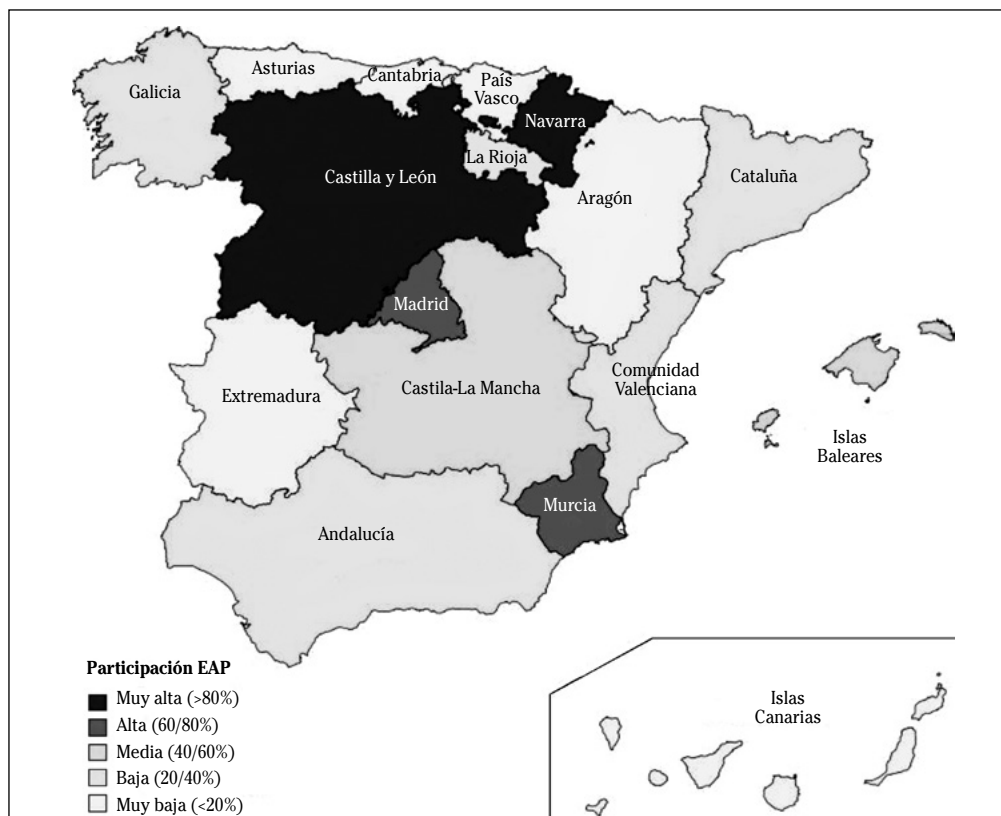 Galicia
Asturias
Cantabria
País
Vasco
Navarra
La Rioja
Castilla y León
Aragón
Cataluña
Madrid
Extremadura
Castila-La Mancha
Comunidad
Valenciana
Islas
Baleares
Murcia
Andalucía
Participación EAP
Muy alta (>80%)
Alta (60/80%)
Media (40/60%)
Baja (20/40%)
Muy baja (<20%)
Islas
Canarias